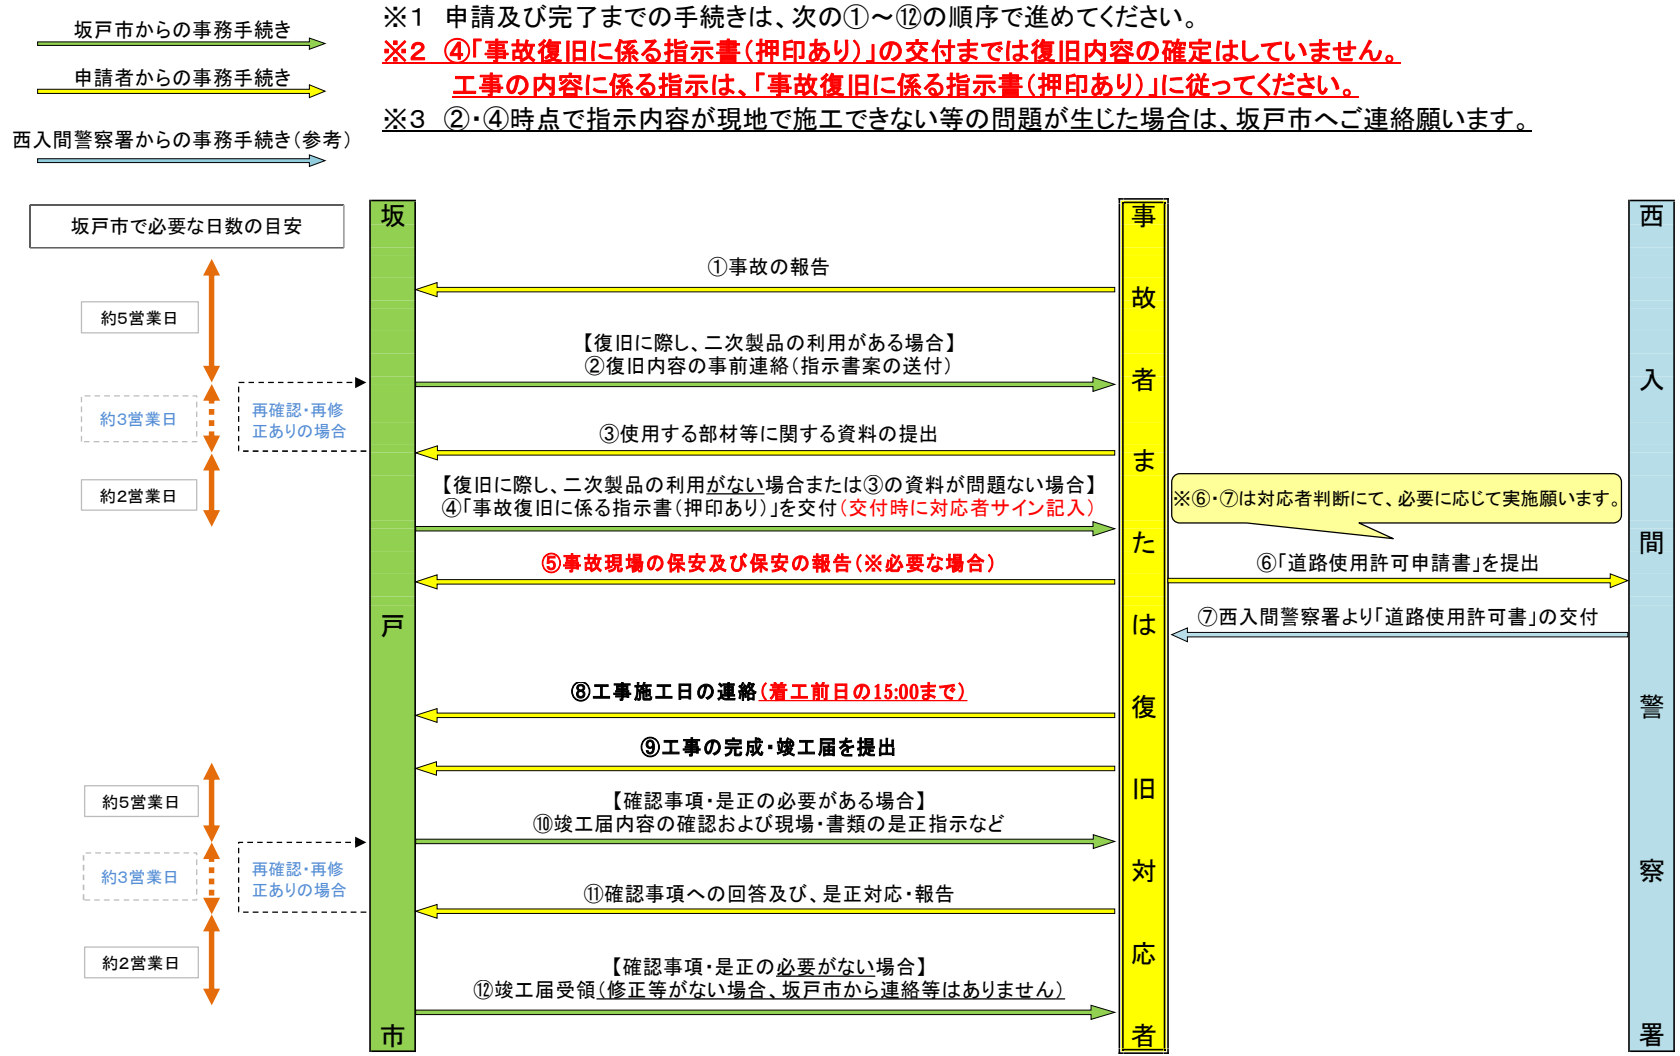 坂戸市からの事務手続き
申請者からの事務手続き
西入間警察署からの事務手続き(参考)
※1 申請及び完了までの手続きは、次の①～⑫の順序で進めてください。
※2 ④「事故復旧に係る指示書(押印あり)」の交付までは復旧内容の確定はしていません。
工事の内容に係る指示は、「事故復旧に係る指示書(押印あり)」に従ってください。
※3 ②・④時点で指示内容が現地で施工できない等の問題が生じた場合は、坂戸市へご連絡願います。
坂戸市で必要な日数の目安
約5営業日
約3営業日
再確認・再修
正ありの場合
約2営業日
約5営業日
約3営業日
再確認・再修
正ありの場合
約2営業日
坂戸市
①事故の報告
【復旧に際し、二次製品の利用がある場合】
②復旧内容の事前連絡(指示書案の送付)
③使用する部材等に関する資料の提出
【復旧に際し、二次製品の利用がない場合または③の資料が問題ない場合】
④「事故復旧に係る指示書(押印あり)」を交付(交付時に対応者サイン記入)
⑤事故現場の保安及び保安の報告(※必要な場合)
⑧工事施工日の連絡(着工前日の15:00まで)
⑨工事の完成・竣工届を提出
【確認事項・是正の必要がある場合】
⑩竣工届内容の確認および現場・書類の是正指示など
⑪確認事項への回答及び、是正対応・報告
【確認事項・是正の必要がない場合】
⑫竣工届受領(修正等がない場合、坂戸市から連絡等はありません)
事故者または復旧対応者
※⑥・⑦は対応者判断にて、必要に応じて実施願います。
⑥「道路使用許可申請書」を提出
⑦西入間警察署より「道路使用許可書」の交付
西入間警察署